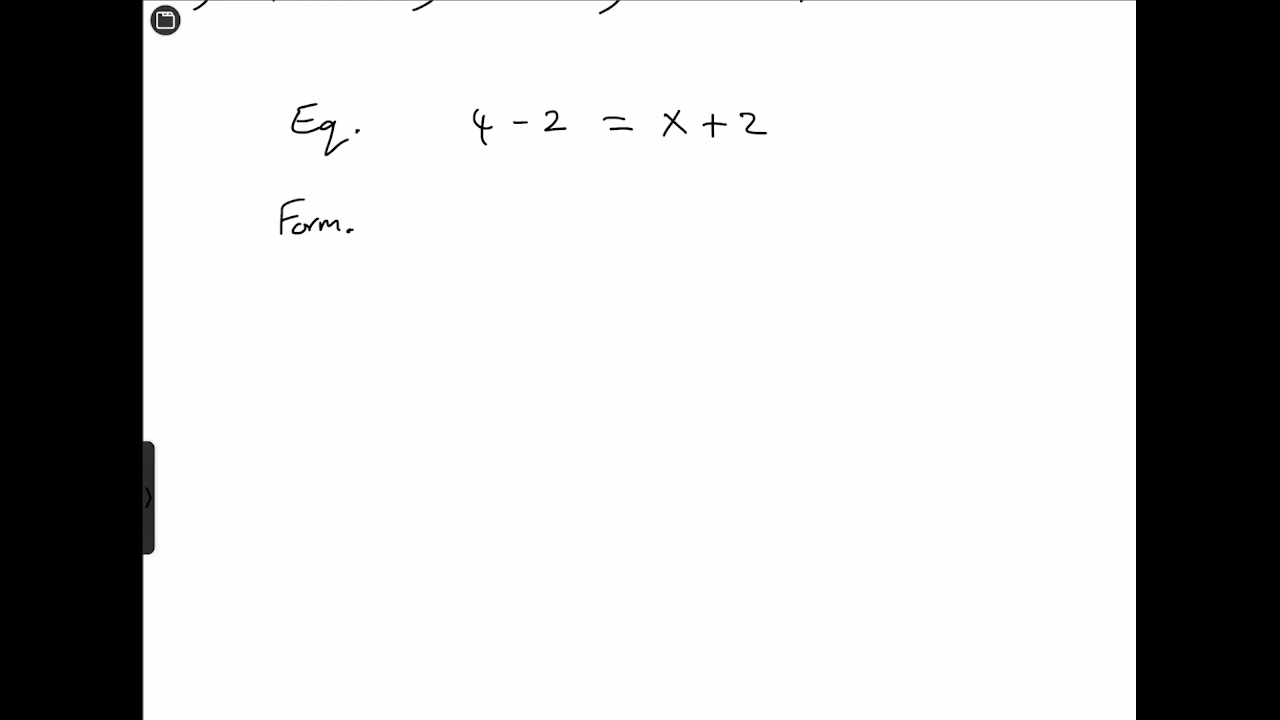 Eq. 4 - 2 = x + 2
Form.